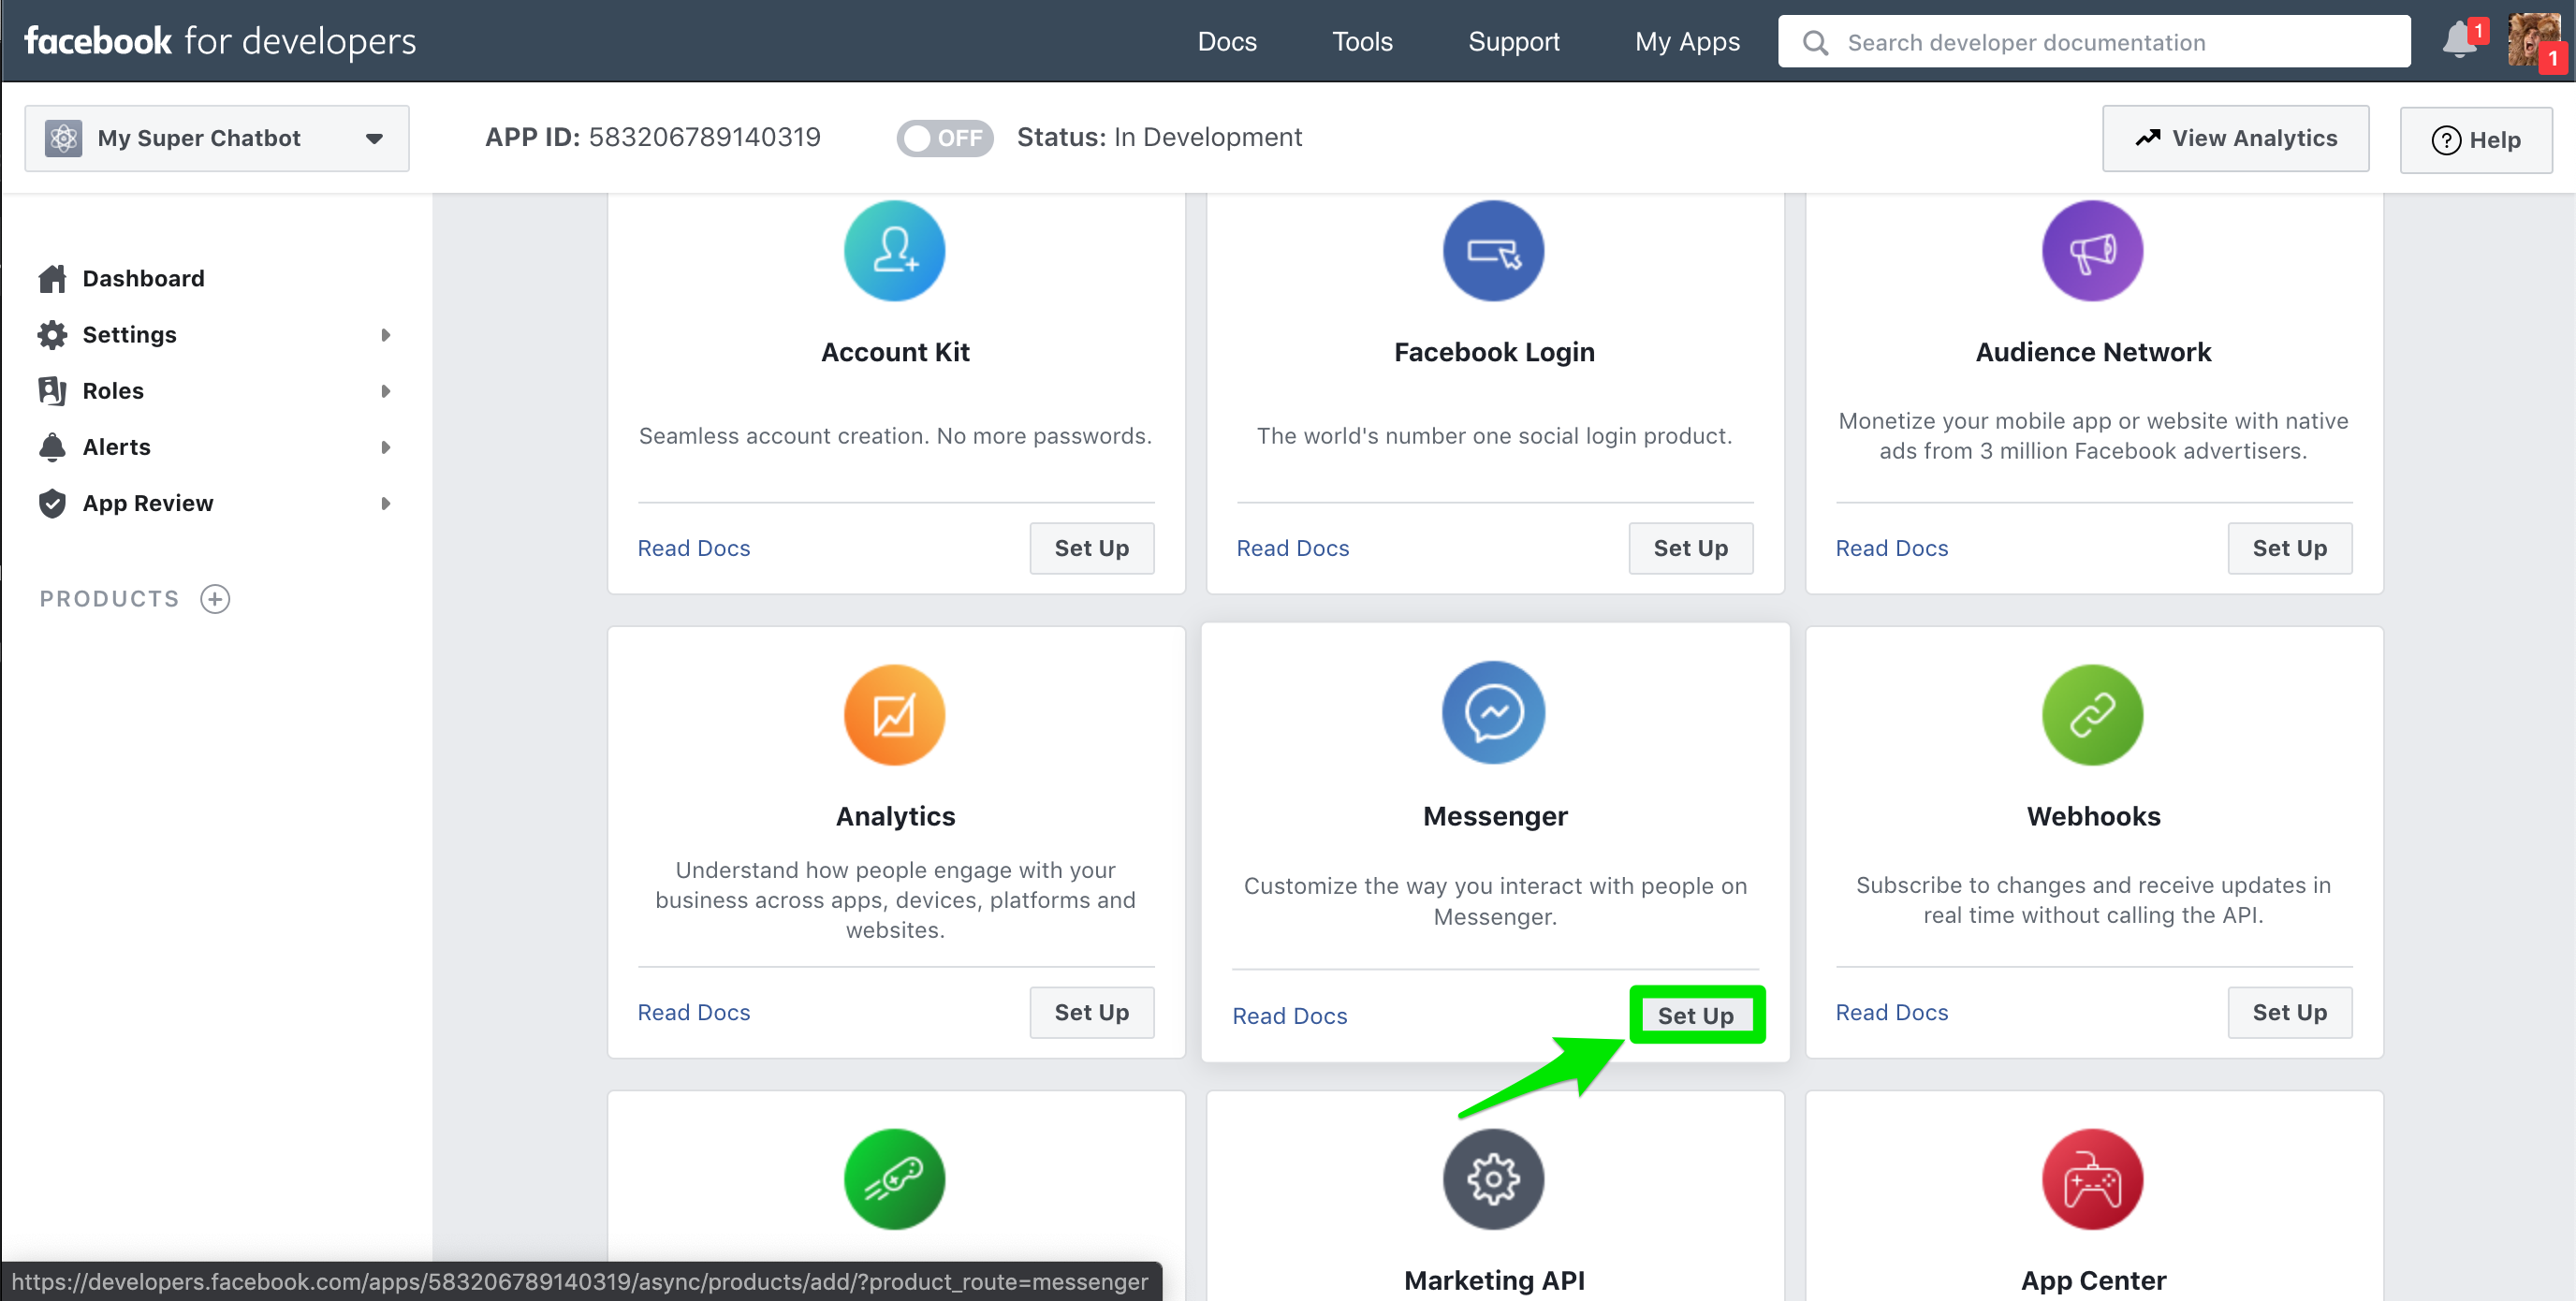 facebook for developers
Docs
Tools
Support
My Apps
Search developer documentation
1
1
My Super Chatbot
APP ID: 583206789140319
OFF
Status: In Development
View Analytics
? Help
Dashboard
Settings
Roles
Alerts
App Review
PRODUCTS
Account Kit
Seamless account creation. No more passwords.
Read Docs
Set Up
Facebook Login
The world's number one social login product.
Read Docs
Set Up
Audience Network
Monetize your mobile app or website with native
ads from 3 million Facebook advertisers.
Read Docs
Set Up
Analytics
Understand how people engage with your
business across apps, devices, platforms and
websites.
Read Docs
Set Up
Messenger
Customize the way you interact with people on
Messenger.
Read Docs
Set Up
Webhooks
Subscribe to changes and receive updates in
real time without calling the API.
Read Docs
Set Up
Marketing API
App Center
https://developers.facebook.com/apps/583206789140319/async/products/add/?product_route=messenger